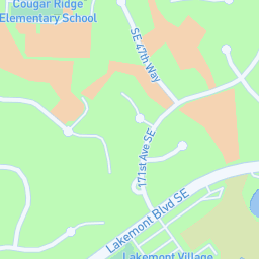 Cougar Ridge
Elementary School
SE 47th Way
171st Ave SE
Lakemont Blvd SE
Lakemont Village